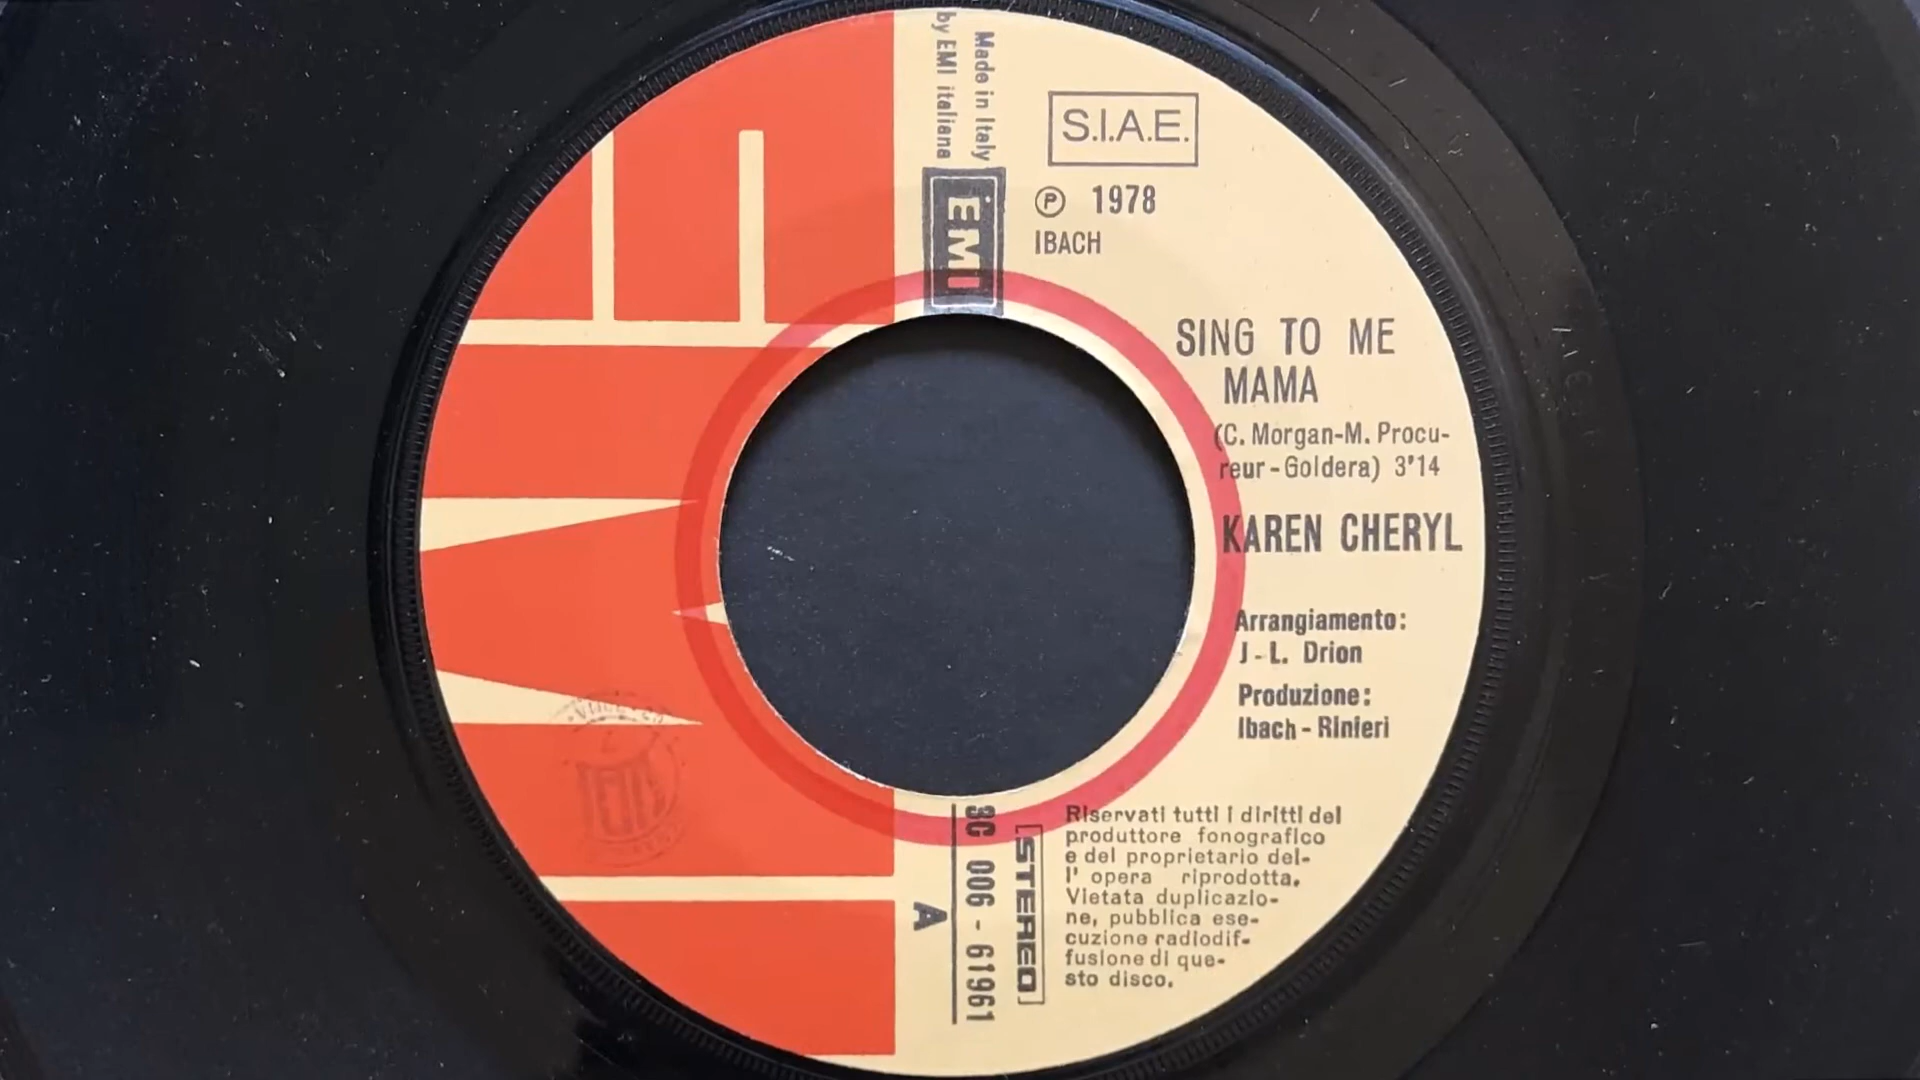 Made in Italy
by EMI italiana
EMI
S.I.A.E.
℗ 1978
IBACH
SING TO ME
MAMA
(C. Morgan-M. Procu-
reur-Goldera) 3'14
KAREN CHERYL
Arrangiamento:
J-L. Drion
Produzione:
Ibach-Rinieri
3C 006-61961
A
STEREO
Riservati tutti i diritti del
produttore fonografico
e del proprietario del-
l' opera riprodotta.
Vietata duplicazio-
ne, pubblica ese-
cuzione radiodif-
fusione di que-
sto disco.